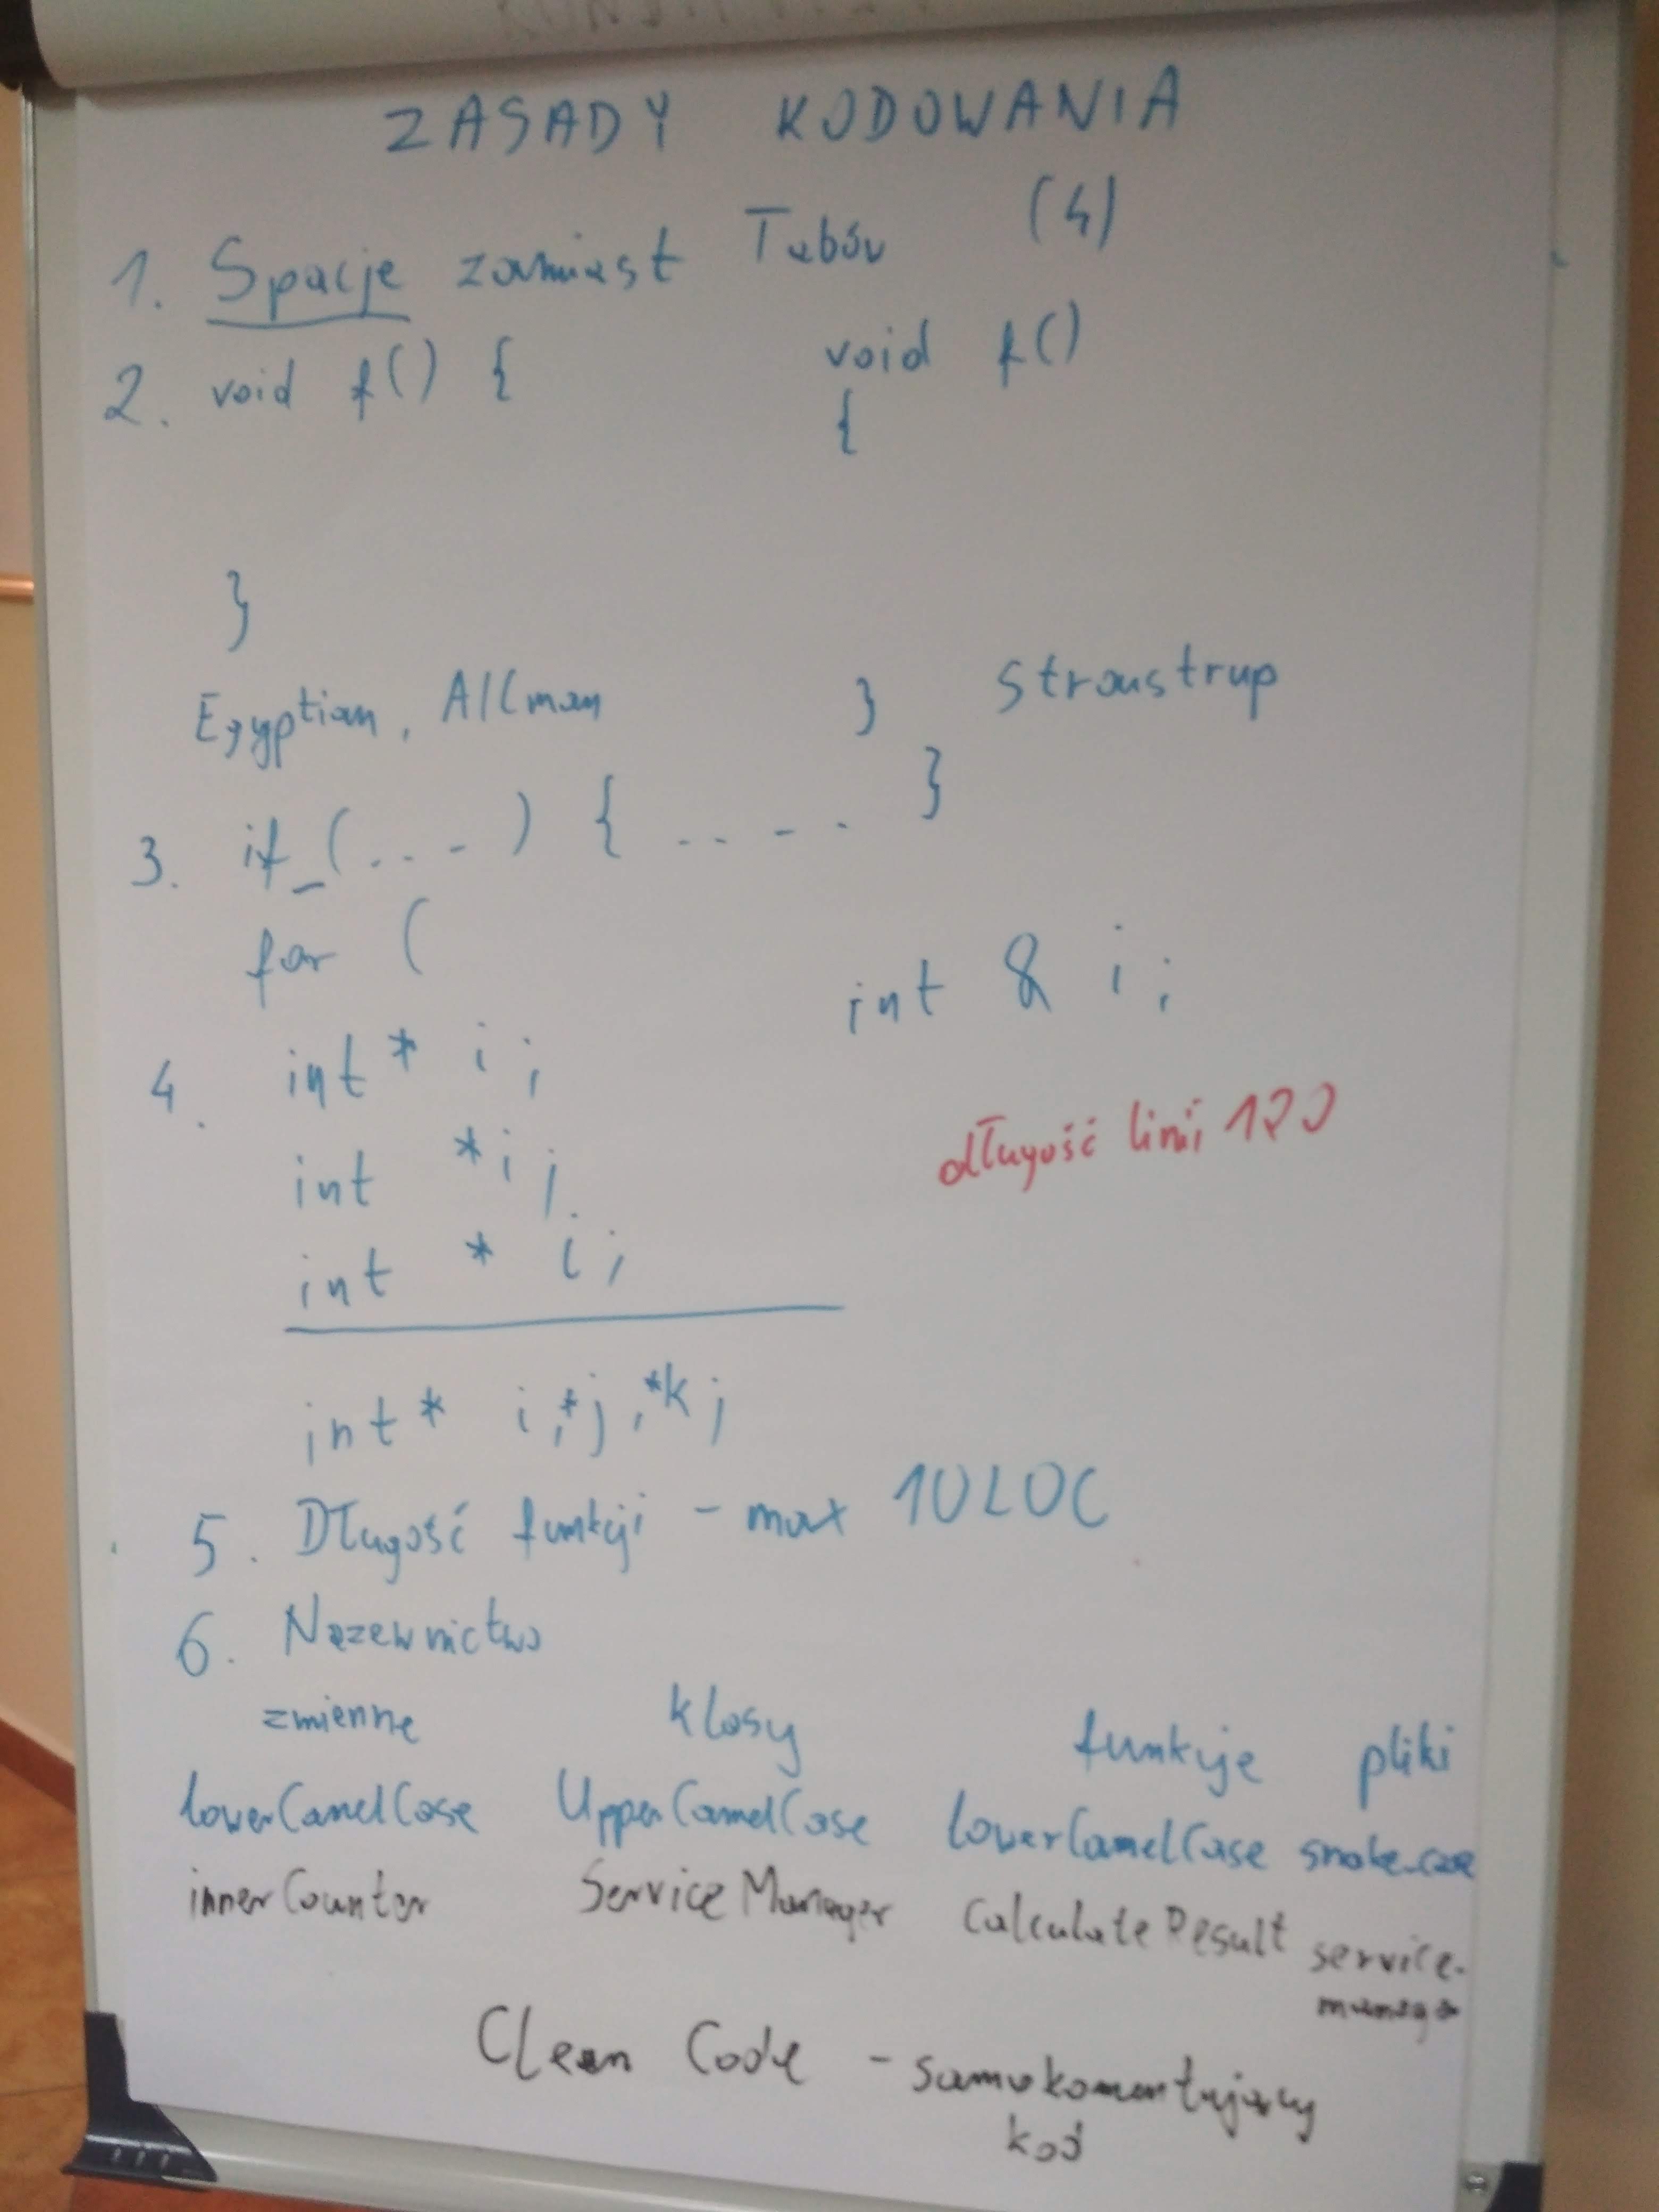 ZASADY KODOWANIA
1. Spacje zamiast Tabów (4)
2. void f() { void f()
{
}
Egyptian, Allman } Stroustrup
3. if_(...) { ..... }
for (
int & i;
4. int* i;
długość linii 120
int *i;
int * i;
int* i,*j,*k;
5. Długość funkcji - max 10LOC
6. Nazewnictwo
zmienne klasy funkcje pliki
lowerCamelCase UpperCamelCase lowerCamelCase snake_case
innerCounter ServiceManager calculateResult service-
Clean Code - samokomentujący
kod